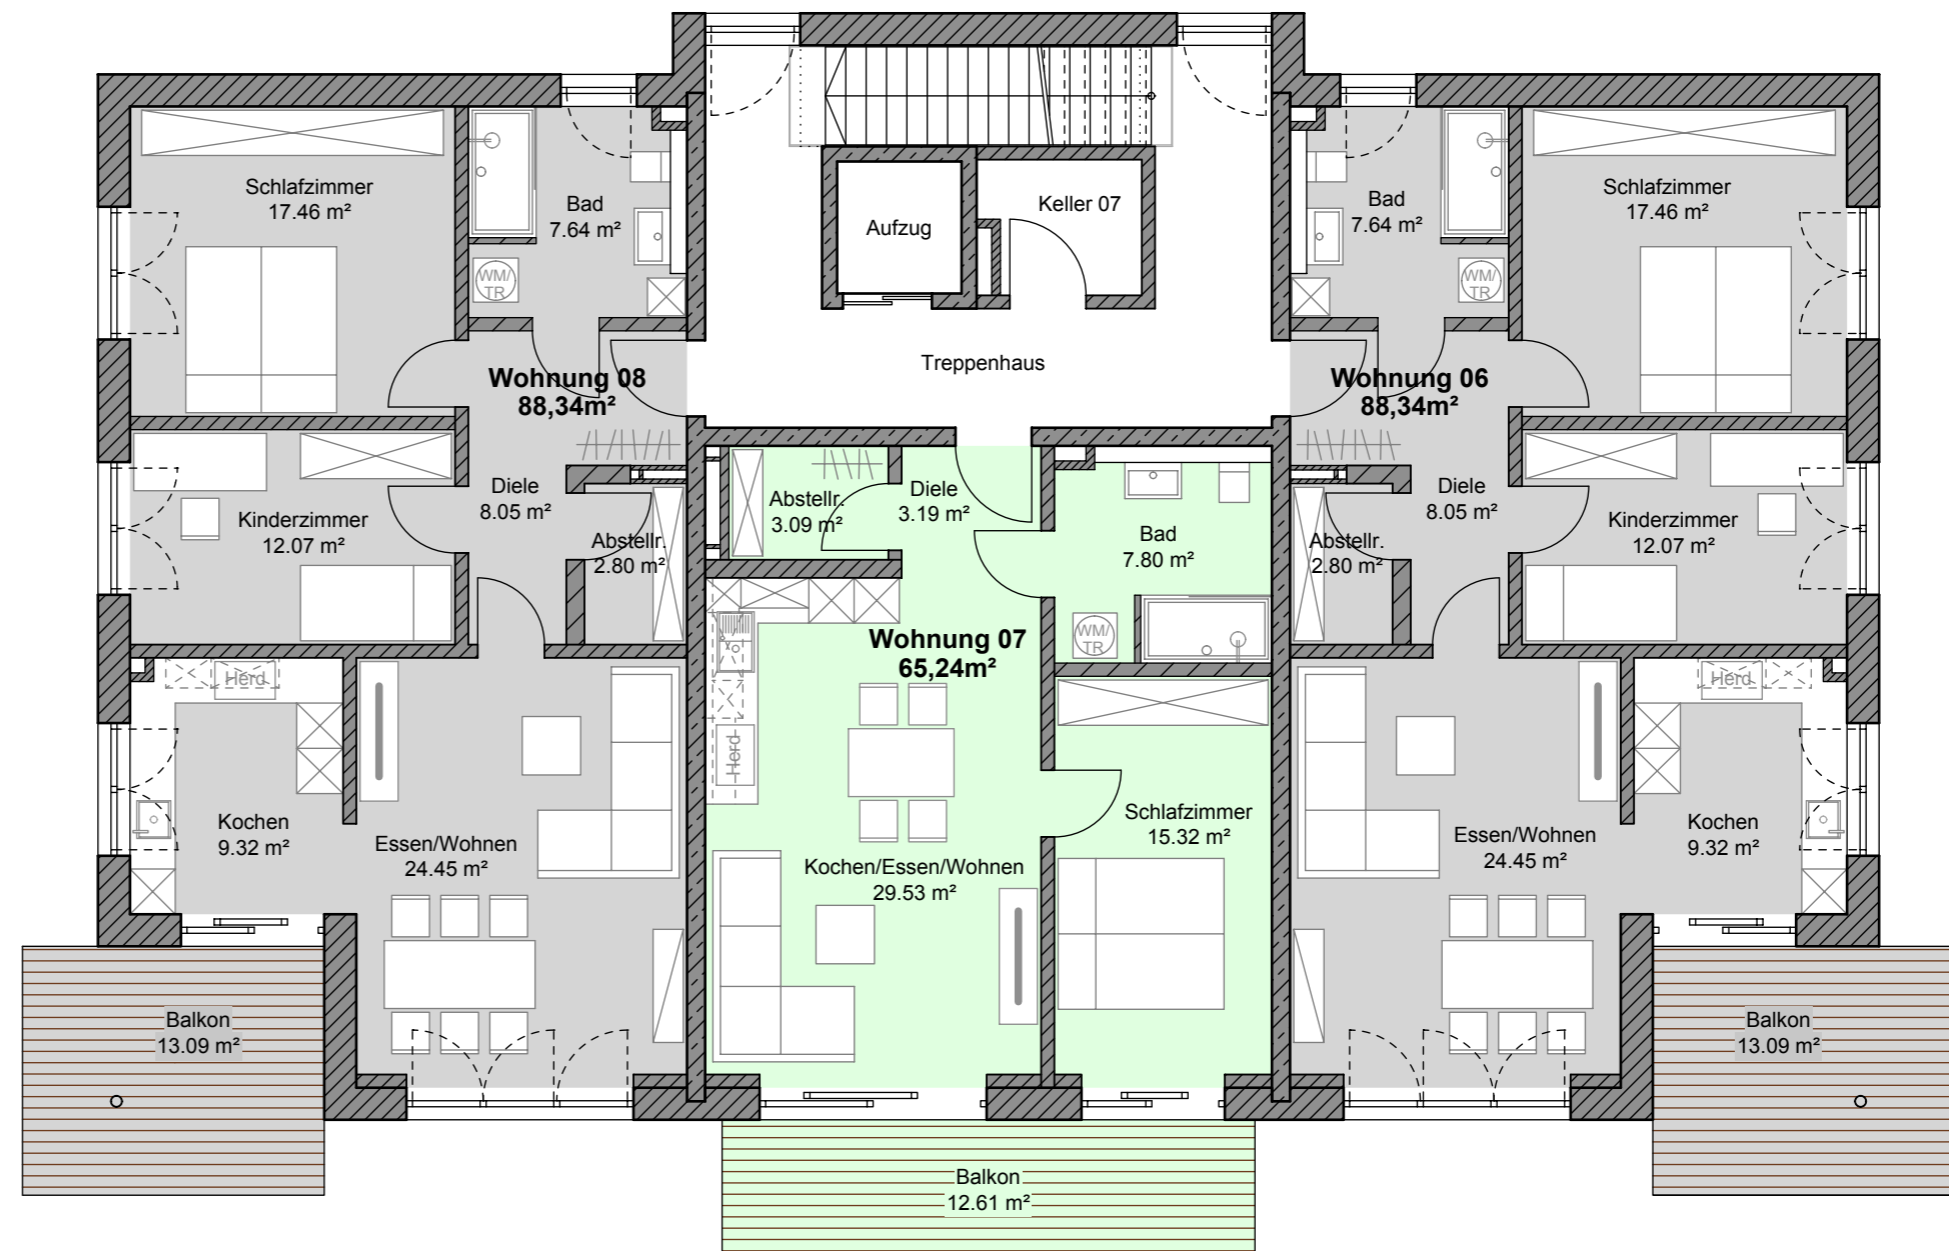 Schlafzimmer
17.46 m²
Bad
7.64 m²
WM/
TR
Aufzug
Keller 07
Bad
7.64 m²
WM/
TR
Schlafzimmer
17.46 m²
Treppenhaus
Wohnung 08
88,34m²
Wohnung 06
88,34m²
Kinderzimmer
12.07 m²
Diele
8.05 m²
Abstellr.
2.80 m²
Abstellr.
3.09 m²
Diele
3.19 m²
Bad
7.80 m²
WM/
TR
Abstellr.
2.80 m²
Diele
8.05 m²
Kinderzimmer
12.07 m²
Wohnung 07
65,24m²
Herd
Herd
Herd
Kochen
9.32 m²
Essen/Wohnen
24.45 m²
Kochen/Essen/Wohnen
29.53 m²
Schlafzimmer
15.32 m²
Essen/Wohnen
24.45 m²
Kochen
9.32 m²
Balkon
13.09 m²
Balkon
13.09 m²
Balkon
12.61 m²